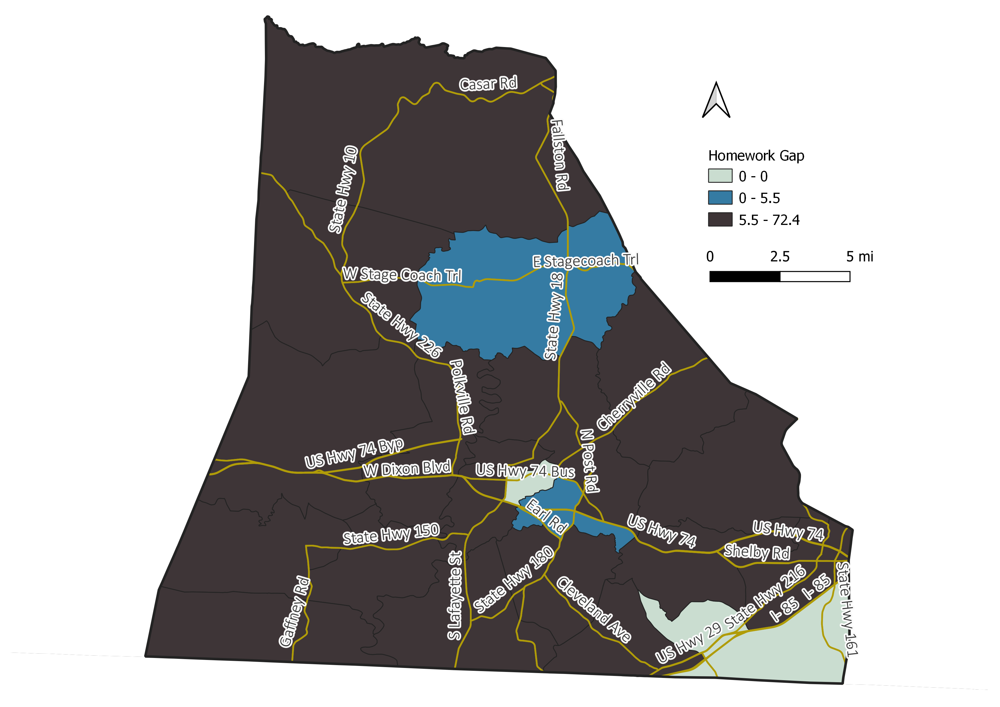 Casar Rd
Fallston Rd
State Hwy 10
Homework Gap
0 - 0
0 - 5.5
5.5 - 72.4
0 2.5 5 mi
E Stagecoach Trl
W Stage Coach Trl
State Hwy 18
State Hwy 226
Polkville Rd
Cherryville Rd
N Post Rd
US Hwy 74 Byp
W Dixon Blvd
US Hwy 74 Bus
Earl Rd
US Hwy 74
US Hwy 74
State Hwy 150
Shelby Rd
S Lafayette St
State Hwy 180
Gaffney Rd
Cleveland Ave
State Hwy 216
I- 85
I- 85
US Hwy 29
State Hwy 161